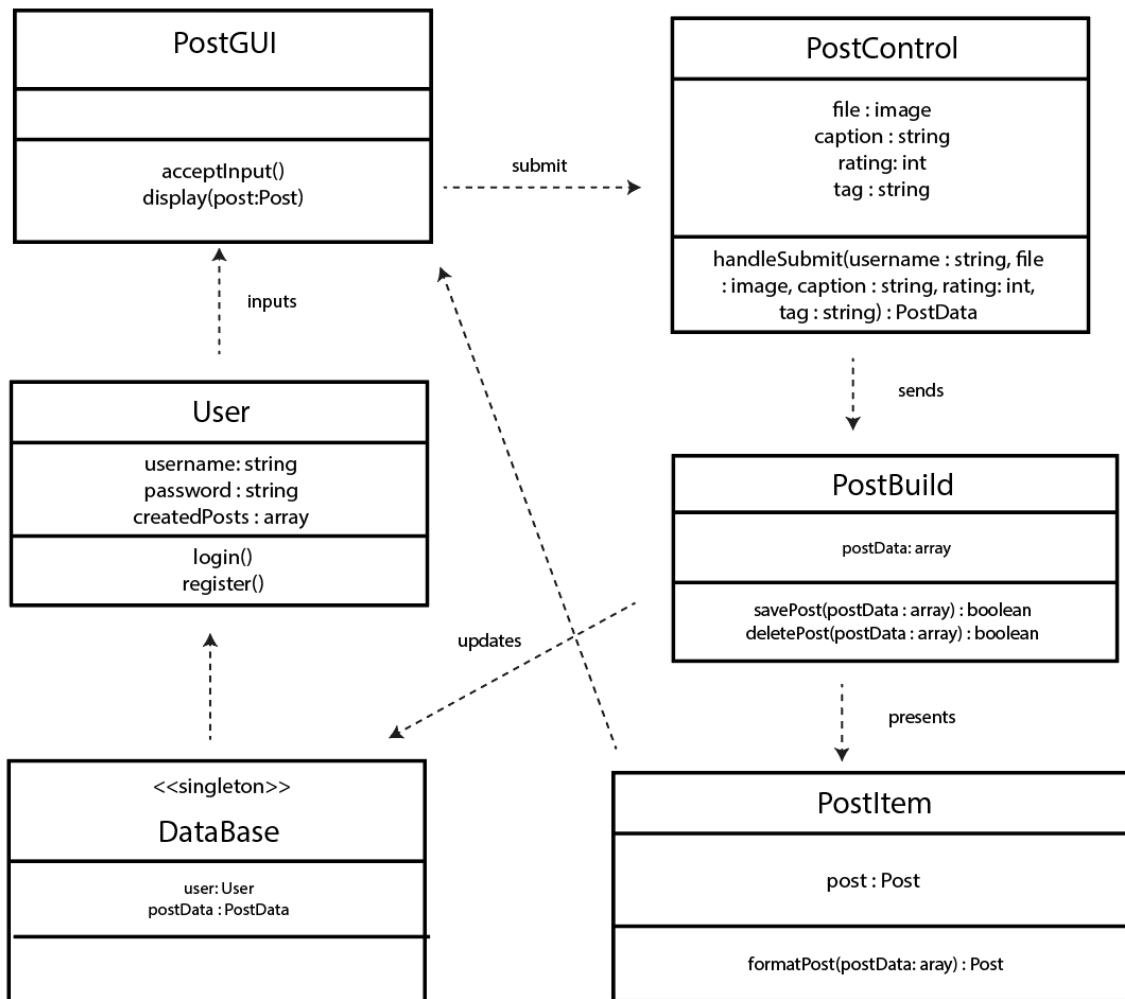 PostGUI
acceptInput()
display(post:Post)
submit
PostControl
file : image
caption : string
rating: int
tag : string
handleSubmit(username : string, file
: image, caption : string, rating: int,
tag : string) : PostData
inputs
sends
User
username: string
password : string
createdPosts : array
login()
register()
PostBuild
postData: array
savePost(postData : array) : boolean
deletePost(postData : array) : boolean
updates
presents
<<singleton>>
DataBase
user: User
postData : PostData
PostItem
post : Post
formatPost(postData: aray) : Post